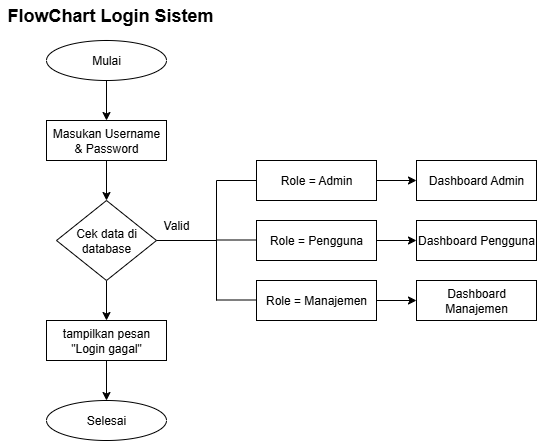 FlowChart Login Sistem
Mulai
Masukan Username
& Password
Cek data di
database
Valid
Role = Admin
Dashboard Admin
Role = Pengguna
Dashboard Pengguna
Role = Manajemen
Dashboard
Manajemen
tampilkan pesan
"Login gagal"
Selesai